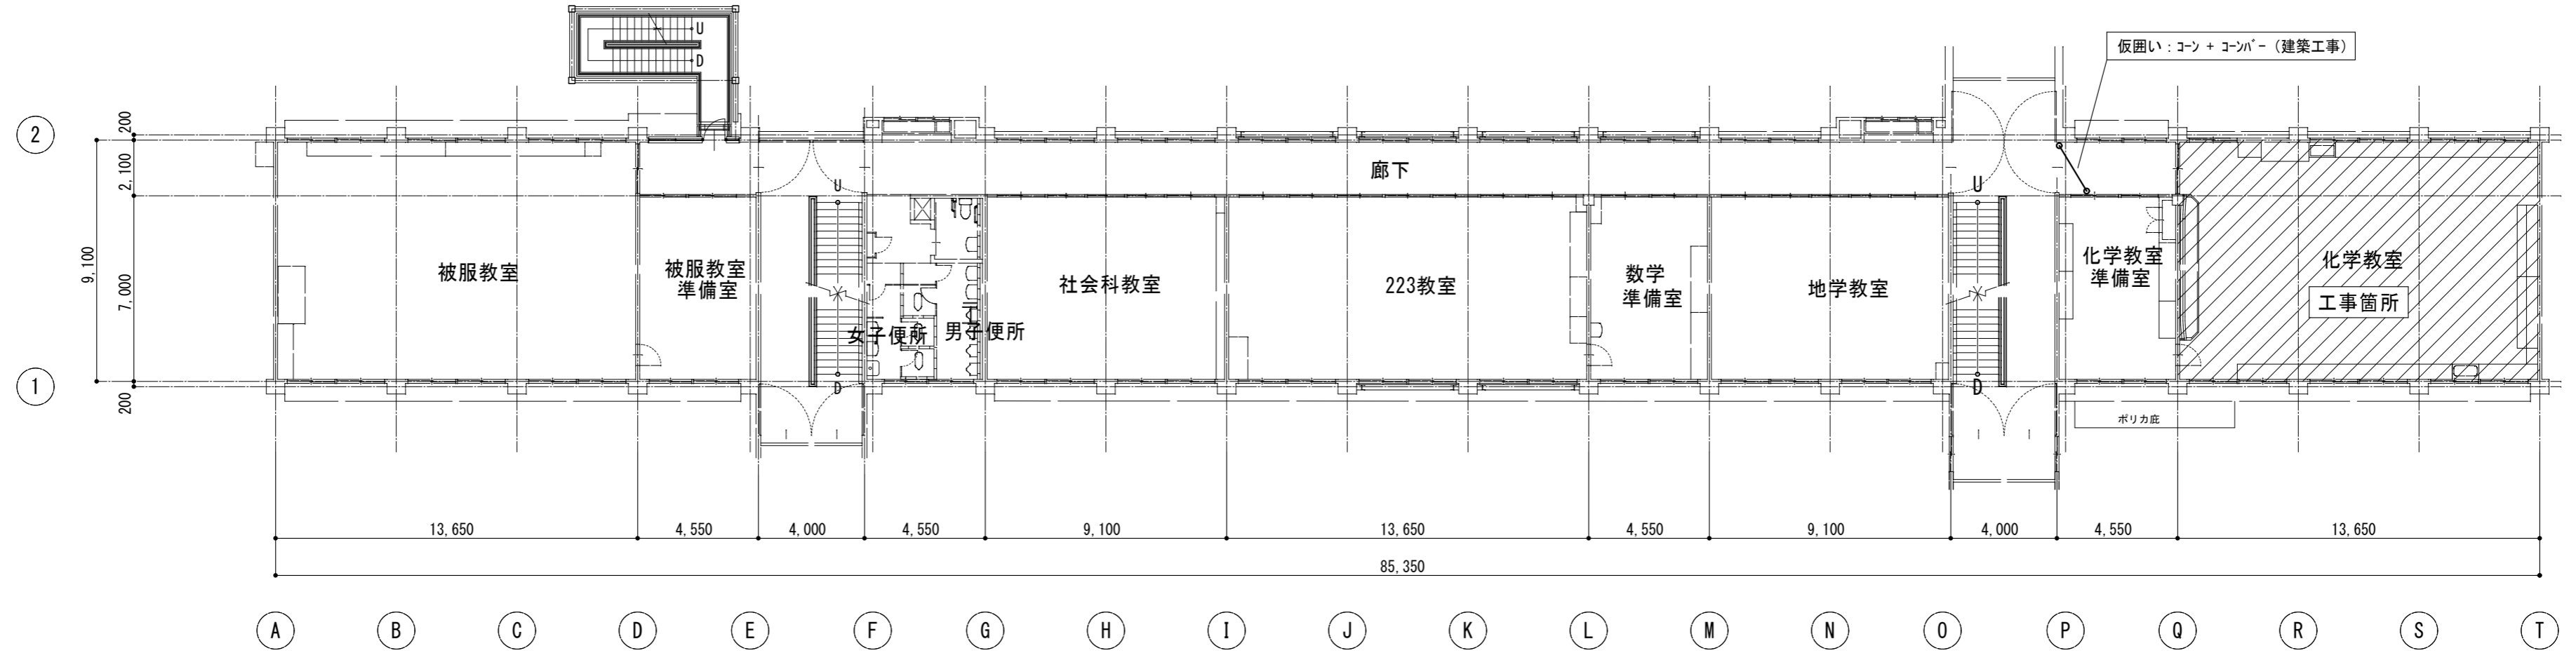 U
D
仮囲い：ｺｰﾝ + ｺｰﾝﾊﾞｰ（建築工事）
2
200
2,100
9,100
7,000
1
200
廊下
U
U
被服教室
被服教室
準備室
女子便所
男子便所
社会科教室
223教室
数学
準備室
地学教室
化学教室
準備室
化学教室
工事箇所
D
D
ポリカ庇
13,650
4,550
4,000
4,550
9,100
13,650
4,550
9,100
4,000
4,550
13,650
85,350
A
B
C
D
E
F
G
H
I
J
K
L
M
N
O
P
Q
R
S
T